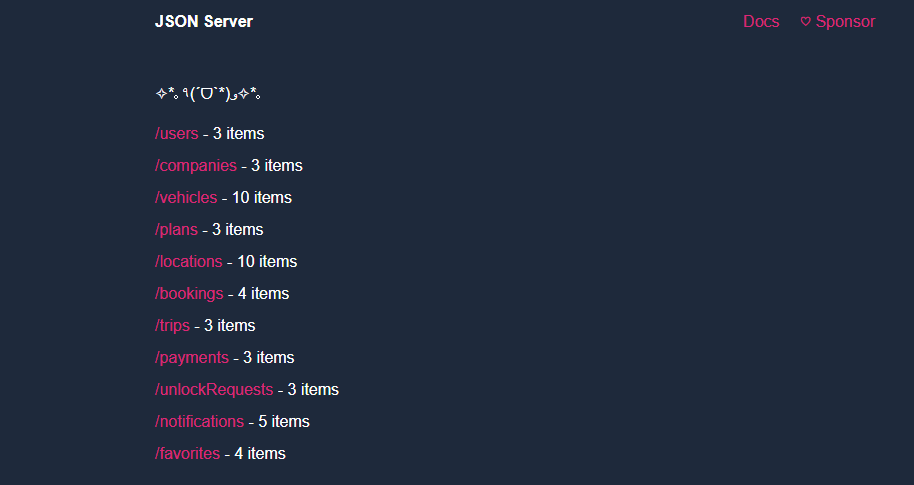 JSON Server
Docs ♡ Sponsor
✧*｡٩(ˊᗜˋ*)و✧*｡
/users - 3 items
/companies - 3 items
/vehicles - 10 items
/plans - 3 items
/locations - 10 items
/bookings - 4 items
/trips - 3 items
/payments - 3 items
/unlockRequests - 3 items
/notifications - 5 items
/favorites - 4 items